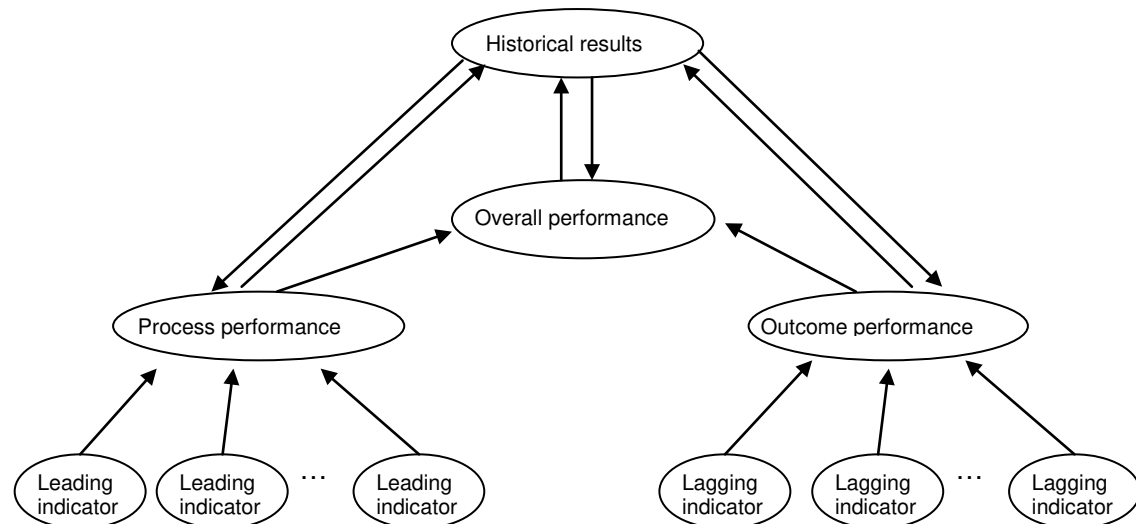 Historical results
Overall performance
Process performance
Outcome performance
Leading
indicator
Leading
indicator
...
Leading
indicator
Lagging
indicator
Lagging
indicator
...
Lagging
indicator